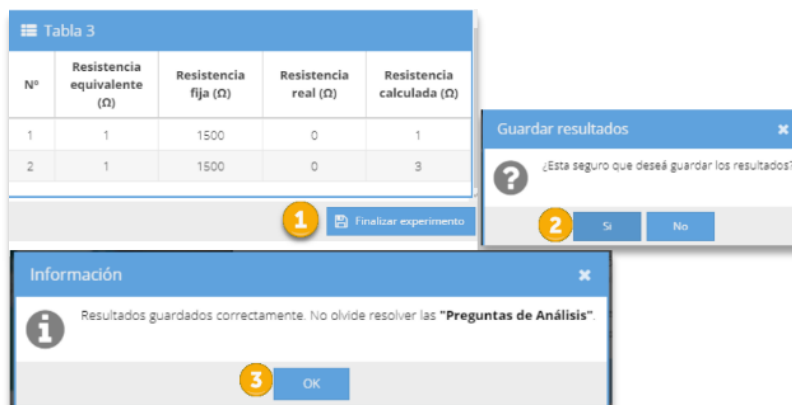 Tabla 3
Nº Resistencia equivalente (Ω) Resistencia fija (Ω) Resistencia real (Ω) Resistencia calculada (Ω)
1 1 1500 0 1
2 1 1500 0 3
1 Finalizar experimento
Guardar resultados
¿Esta seguro que deseá guardar los resultados?
2 Si No
Información
Resultados guardados correctamente. No olvide resolver las "Preguntas de Análisis".
3 OK